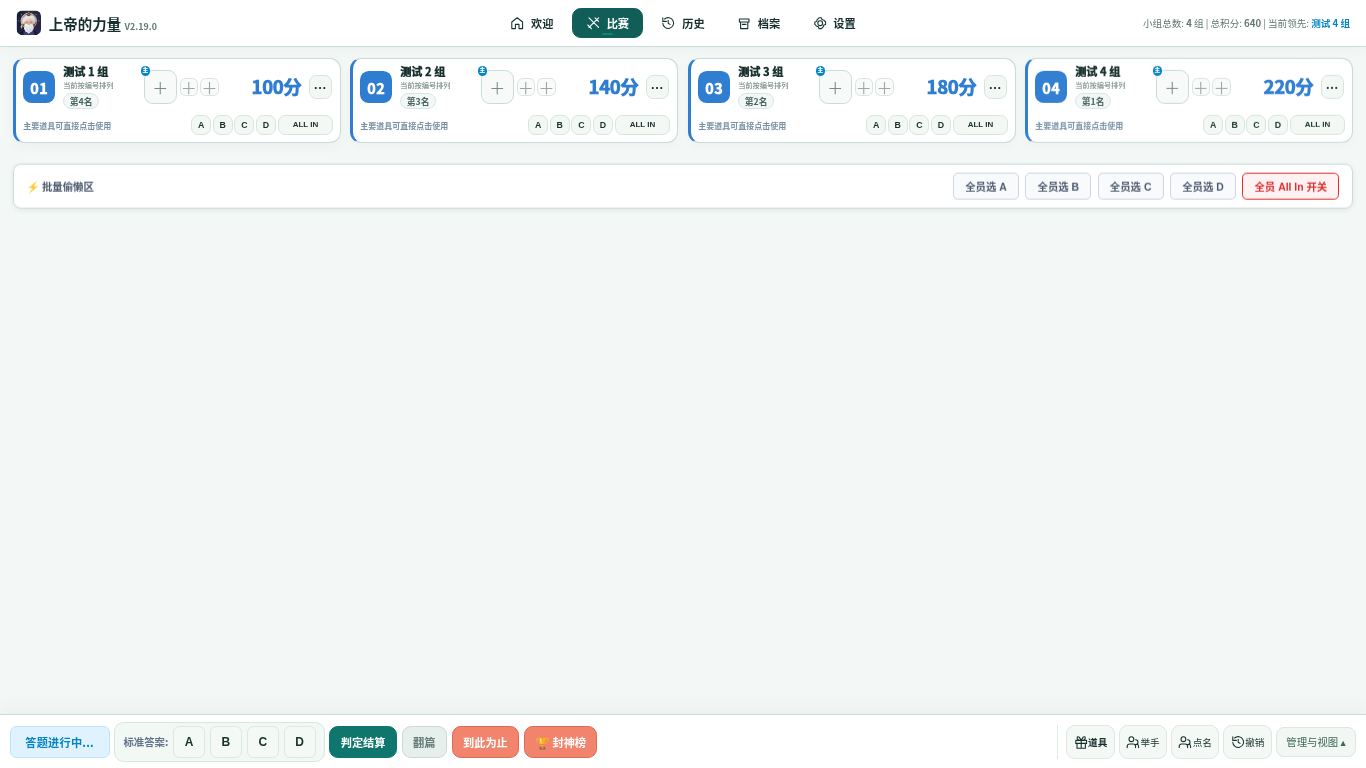 上帝的力量 V2.19.0
欢迎
比赛
历史
档案
设置
小组总数: 4 组 | 总积分: 640 | 当前领先: 测试 4 组
01
测试 1 组
当前按编号排列
第4名
主
100分
主要道具可直接点击使用
A B C D ALL IN
02
测试 2 组
当前按编号排列
第3名
主
140分
主要道具可直接点击使用
A B C D ALL IN
03
测试 3 组
当前按编号排列
第2名
主
180分
主要道具可直接点击使用
A B C D ALL IN
04
测试 4 组
当前按编号排列
第1名
主
220分
主要道具可直接点击使用
A B C D ALL IN
⚡ 批量偷懒区
全员选 A
全员选 B
全员选 C
全员选 D
全员 All In 开关
答题进行中...
标准答案: A B C D
判定结算
翻篇
到此为止
🏆 封神榜
道具
举手
点名
撤销
管理与视图 ▴